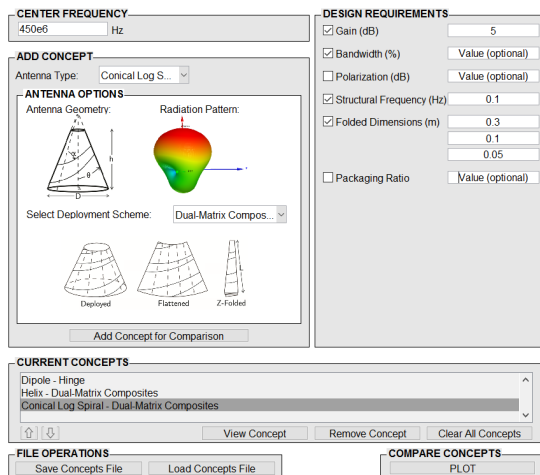 CENTER FREQUENCY
450e6 Hz
ADD CONCEPT
Antenna Type: Conical Log S...
ANTENNA OPTIONS
Antenna Geometry: Radiation Pattern:
α
h
θ
D
Select Deployment Scheme: Dual-Matrix Compos...
L
Deployed Flattened Z-Folded
Add Concept for Comparison
DESIGN REQUIREMENTS
Gain (dB) 5
Bandwidth (%) Value (optional)
Polarization (dB) Value (optional)
Structural Frequency (Hz) 0.1
Folded Dimensions (m) 0.3
0.1
0.05
Packaging Ratio Value (optional)
CURRENT CONCEPTS
Dipole - Hinge
Helix - Dual-Matrix Composites
Conical Log Spiral - Dual-Matrix Composites
View Concept Remove Concept Clear All Concepts
FILE OPERATIONS
Save Concepts File Load Concepts File
COMPARE CONCEPTS
PLOT